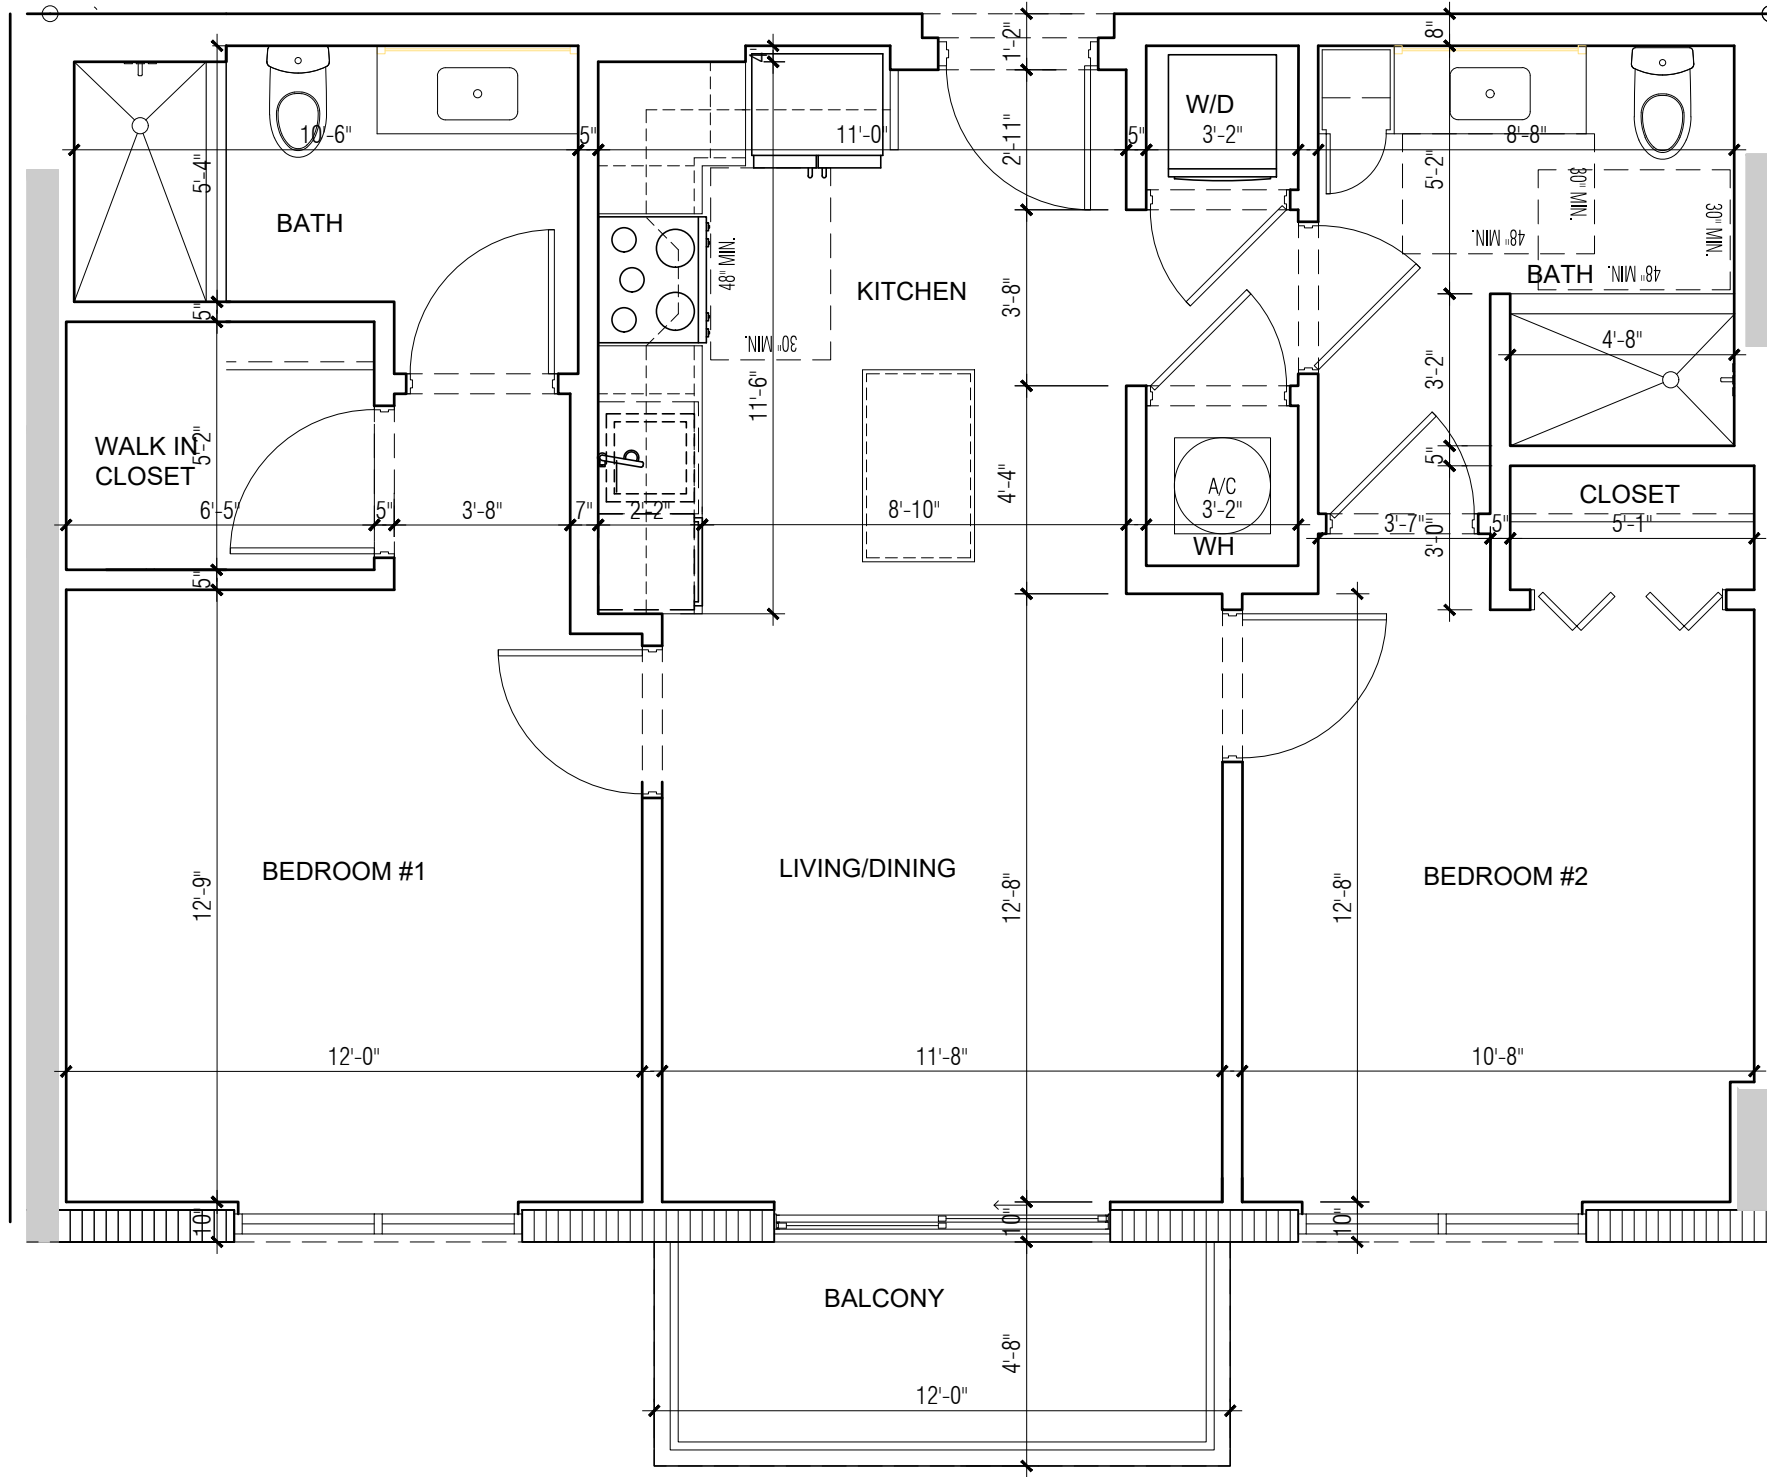 1'-2"
8"
4"
W/D
10'-6"
5"
11'-0"
2'-11"
5"
3'-2"
8'-8"
5'-4"
5'-2"
30" MIN.
30" MIN.
BATH
48" MIN.
48" MIN.
BATH
48" MIN.
KITCHEN
3'-8"
5"
30" MIN.
4'-8"
3'-2"
11'-6"
WALK IN
CLOSET
5'-2"
5"
4'-4"
A/C
CLOSET
6'-5"
5"
3'-8"
7"
2'-2"
8'-10"
3'-2"
3'-7"
5"
5'-1"
3'-0"
WH
5"
BEDROOM #1
LIVING/DINING
BEDROOM #2
12'-9"
12'-8"
12'-8"
12'-0"
11'-8"
10'-8"
10"
10"
10"
BALCONY
4'-8"
12'-0"